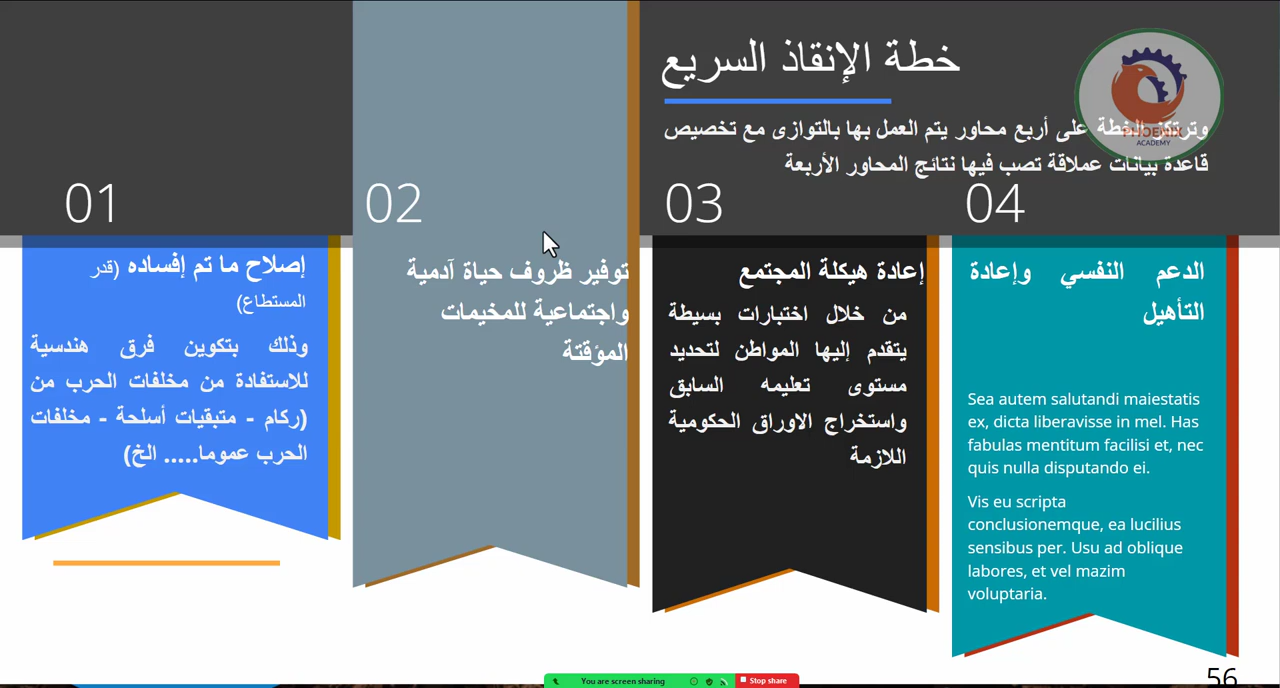 خطة الإنقاذ السريع
وترتكز الخطة على أربع محاور يتم العمل بها بالتوازى مع تخصيص
قاعدة بيانات عملاقة تصب فيها نتائج المحاور الأربعة
PHOENIX
ACADEMY
01
إصلاح ما تم إفساده (قدر
المستطاع)
وذلك بتكوين فرق هندسية
للاستفادة من مخلفات الحرب من
(ركام - متبقيات أسلحة - مخلفات
الحرب عموما..... الخ)
02
توفير ظروف حياة آدمية
واجتماعية للمخيمات
المؤقتة
03
إعادة هيكلة المجتمع
من خلال اختبارات بسيطة
يتقدم إليها المواطن لتحديد
مستوى تعليمه السابق
واستخراج الاوراق الحكومية
اللازمة
04
الدعم النفسي وإعادة
التأهيل
Sea autem salutandi maiestatis
ex, dicta liberavisse in mel. Has
fabulas mentitum facilisi et, nec
quis nulla disputando ei.
Vis eu scripta
conclusionemque, ea lucilius
sensibus per. Usu ad oblique
labores, et vel mazim
voluptaria.
56
You are screen sharing
Stop share